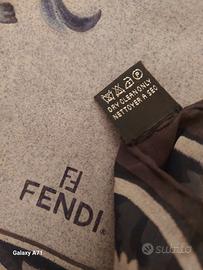 DRY CLEAN ONLY
NETTOYER A SEC
FENDI®
Galaxy A71
subito